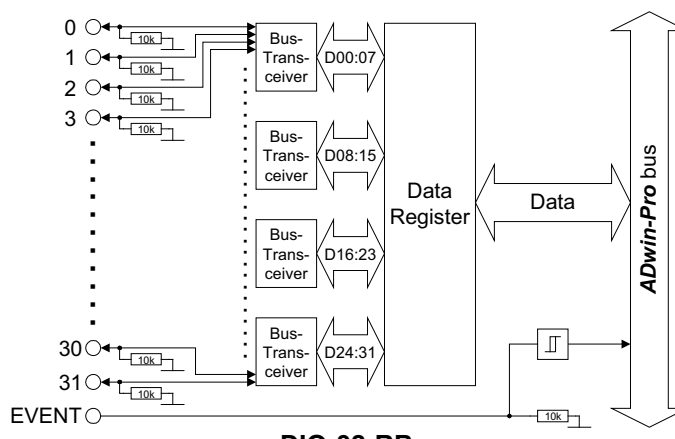 0
10k
1
10k
2
10k
3
10k
Bus-
Trans-
ceiver
D00:07
Bus-
Trans-
ceiver
D08:15
Bus-
Trans-
ceiver
D16:23
Bus-
Trans-
ceiver
D24:31
Data
Register
Data
ADwin-Pro bus
30
10k
31
10k
EVENT
10k